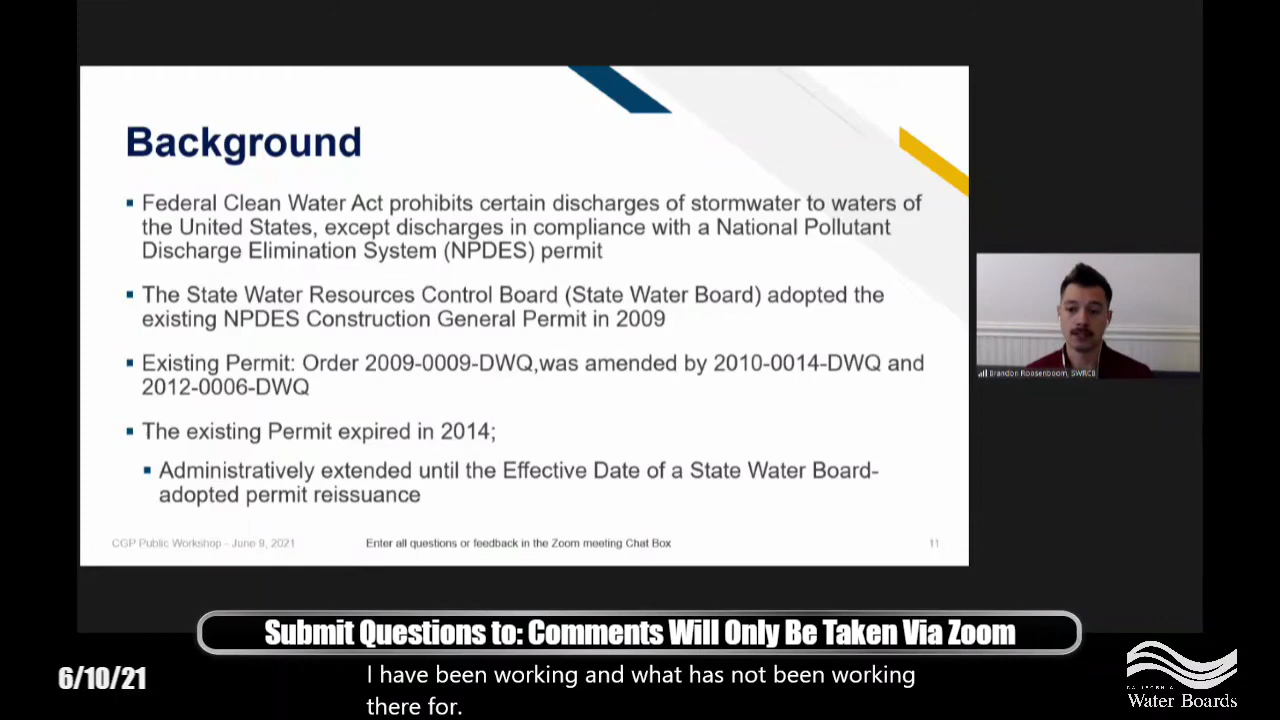 Background
▪ Federal Clean Water Act prohibits certain discharges of stormwater to waters of
the United States, except discharges in compliance with a National Pollutant
Discharge Elimination System (NPDES) permit
▪ The State Water Resources Control Board (State Water Board) adopted the
existing NPDES Construction General Permit in 2009
▪ Existing Permit: Order 2009-0009-DWQ,was amended by 2010-0014-DWQ and
2012-0006-DWQ
▪ The existing Permit expired in 2014;
▪ Administratively extended until the Effective Date of a State Water Board-
adopted permit reissuance
CGP Public Workshop - June 9, 2021
Enter all questions or feedback in the Zoom meeting Chat Box
11
Brandon Roosenboom, SWRCB
Submit Questions to: Comments Will Only Be Taken Via Zoom
6/10/21
I have been working and what has not been working
there for.
CALIFORNIA
Water Boards